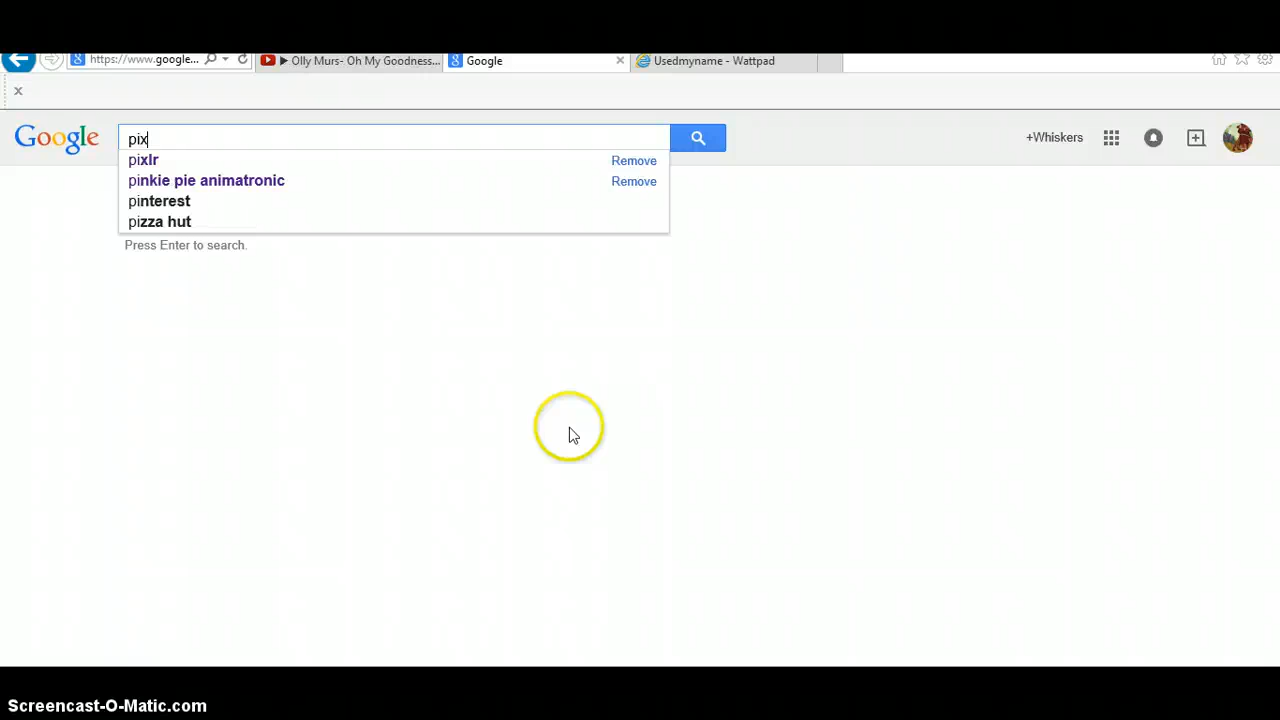 https://www.google...
▶ Olly Murs- Oh My Goodness...
Google
Usedmyname - Wattpad
Google
pix
+Whiskers
pixlr
Remove
pinkie pie animatronic
Remove
pinterest
pizza hut
Press Enter to search.
Screencast-O-Matic.com